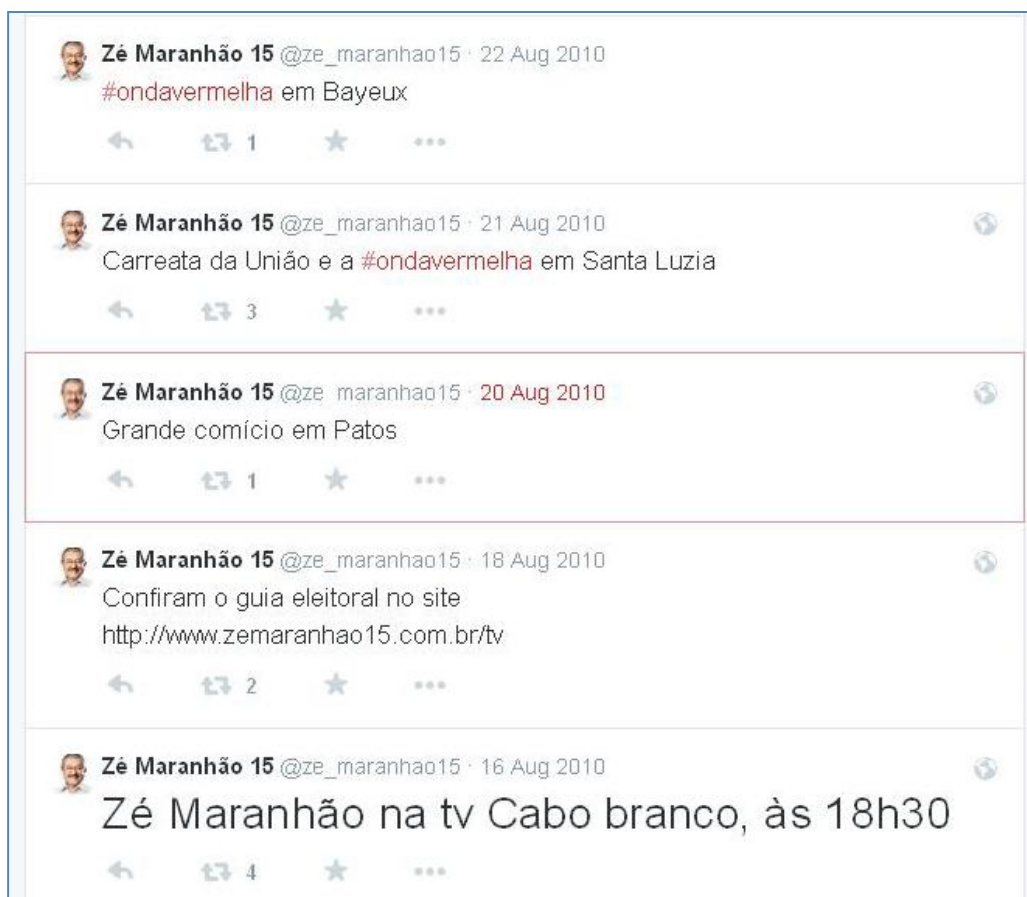 Zé Maranhão 15 @ze_maranhao15 · 22 Aug 2010
#ondavermelha em Bayeux
1
Zé Maranhão 15 @ze_maranhao15 · 21 Aug 2010
Carreata da União e a #ondavermelha em Santa Luzia
3
Zé Maranhão 15 @ze_maranhao15 · 20 Aug 2010
Grande comício em Patos
1
Zé Maranhão 15 @ze_maranhao15 · 18 Aug 2010
Confiram o guia eleitoral no site
http://www.zemaranhao15.com.br/tv
2
Zé Maranhão 15 @ze_maranhao15 · 16 Aug 2010
Zé Maranhão na tv Cabo branco, às 18h30
4